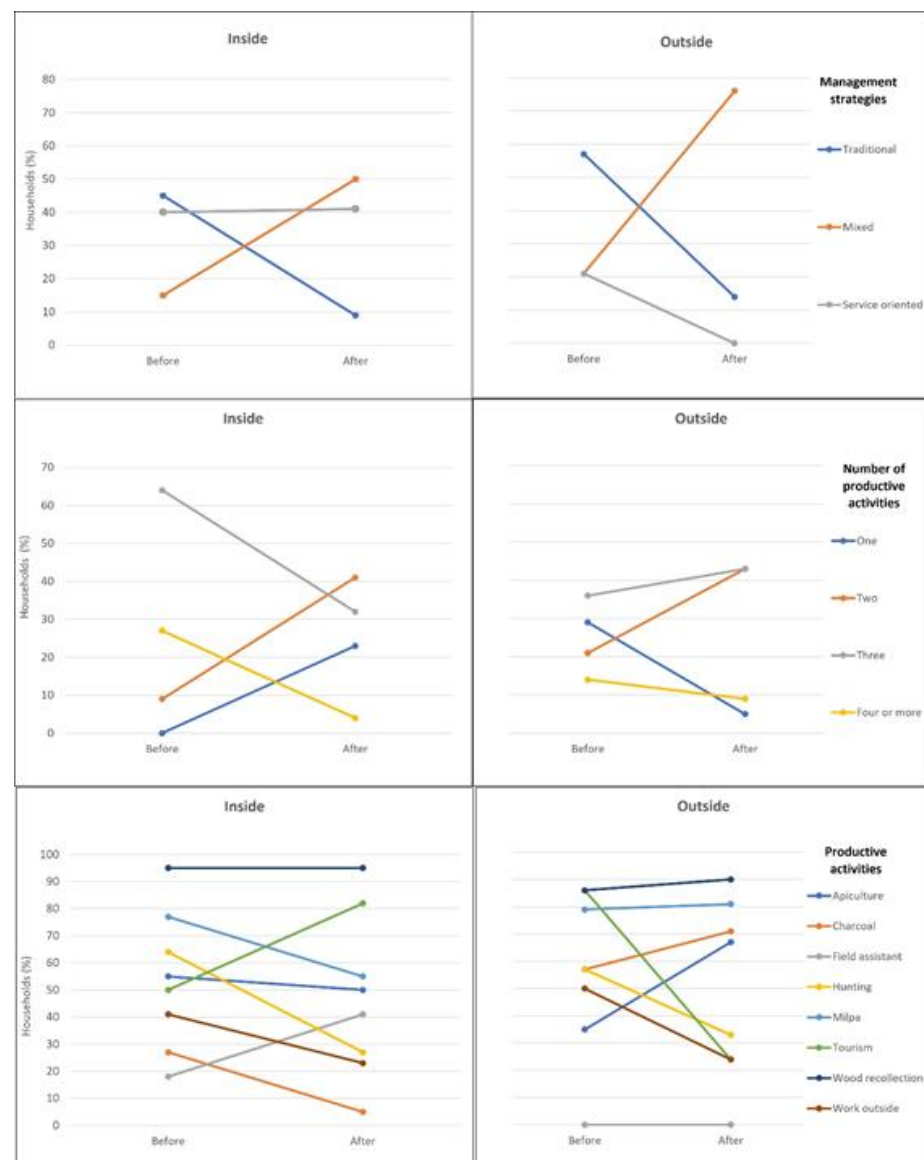 Inside
80
70
60
50
40
30
20
10
0
Households (%)
Before
After
Outside
Before
After
Management
strategies
Traditional
Mixed
Service oriented
Inside
70
60
50
40
30
20
10
0
Households (%)
Before
After
Outside
Before
After
Number of
productive
activities
One
Two
Three
Four or more
Inside
100
90
80
70
60
50
40
30
20
10
0
Households (%)
Before
After
Outside
Before
After
Productive
activities
Apiculture
Charcoal
Field assistant
Hunting
Milpa
Tourism
Wood recollection
Work outside